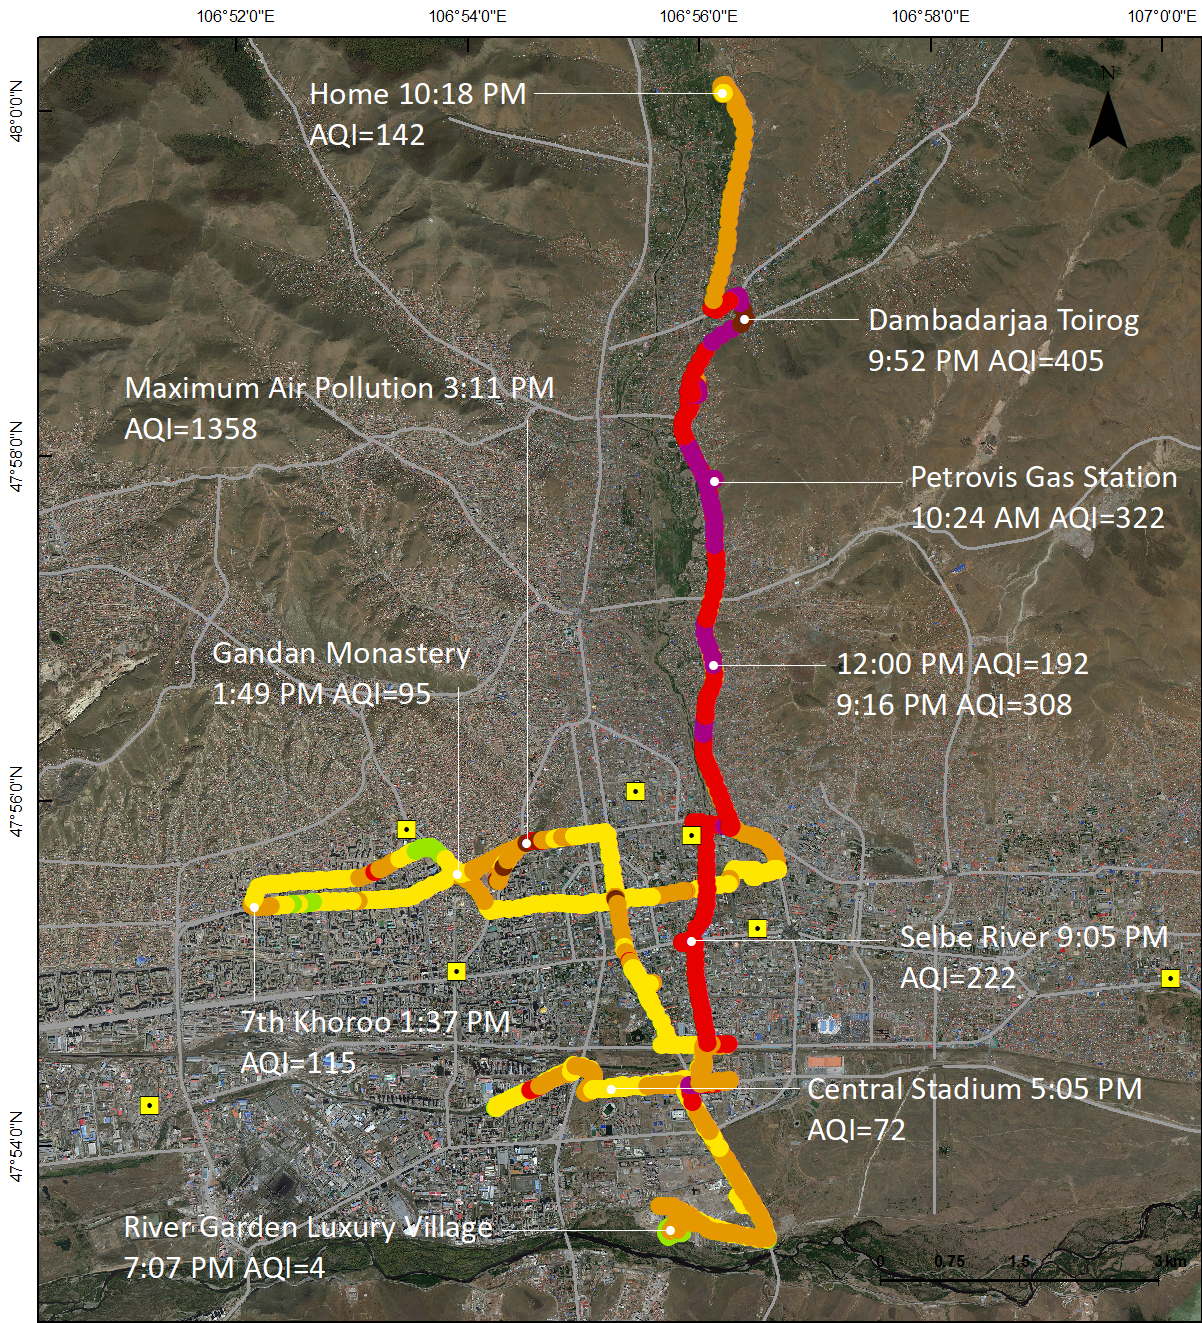 106°52'0"E 106°54'0"E 106°56'0"E 106°58'0"E 107°0'0"E
48°0'0"N
47°58'0"N
47°56'0"N
47°54'0"N
N
Home 10:18 PM
AQI=142
Dambadarjaa Toirog
9:52 PM AQI=405
Maximum Air Pollution 3:11 PM
AQI=1358
Petrovis Gas Station
10:24 AM AQI=322
Gandan Monastery
1:49 PM AQI=95
12:00 PM AQI=192
9:16 PM AQI=308
Selbe River 9:05 PM
AQI=222
7th Khoroo 1:37 PM
AQI=115
Central Stadium 5:05 PM
AQI=72
River Garden Luxury Village
7:07 PM AQI=4
0 0.75 1.5 3 km